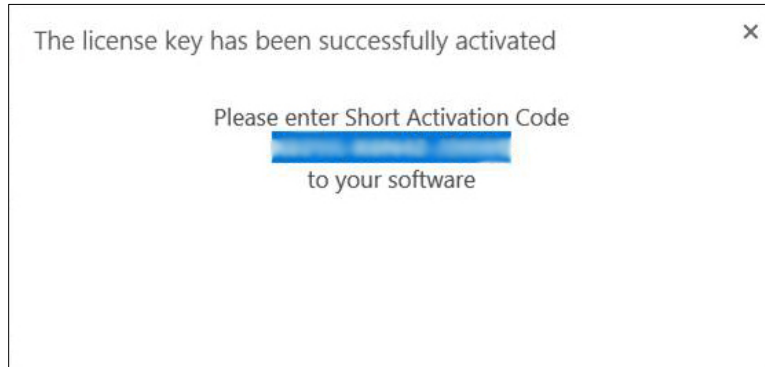 The license key has been successfully activated
Please enter Short Activation Code
to your software